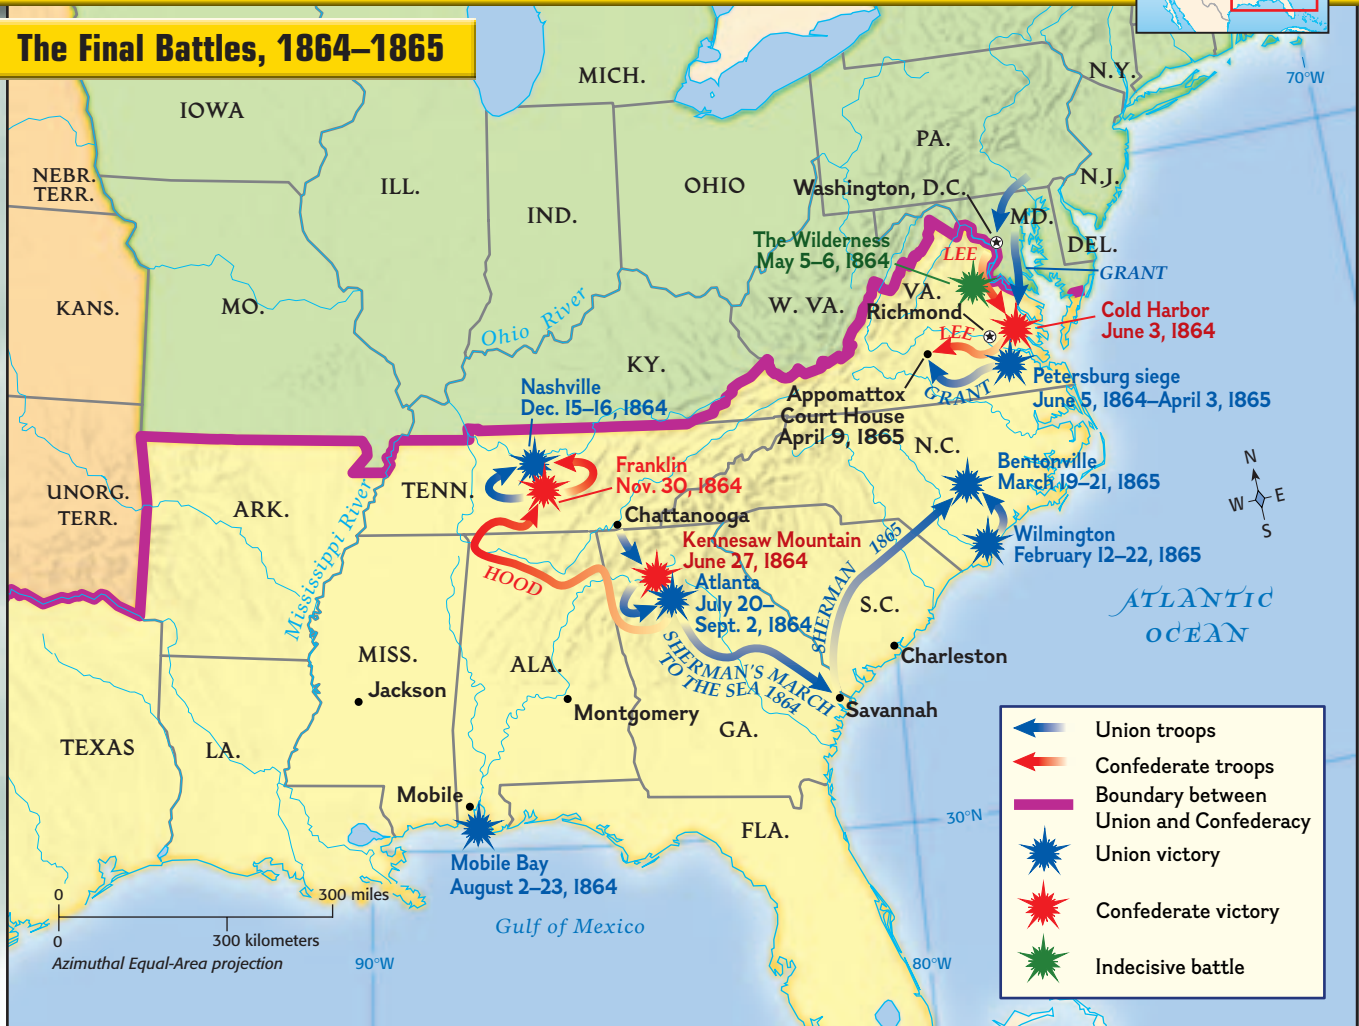 The Final Battles, 1864–1865
70°W
MICH.
N.Y.
IOWA
PA.
NEBR.
TERR.
ILL.
OHIO
N.J.
IND.
Washington, D.C.
MD.
The Wilderness
May 5–6, 1864
LEE
DEL.
GRANT
KANS.
MO.
W. VA.
VA.
Richmond
Cold Harbor
June 3, 1864
Ohio River
LEE
KY.
Petersburg siege
June 5, 1864–April 3, 1865
GRANT
Nashville
Dec. 15–16, 1864
Appomattox
Court House
April 9, 1865
N.C.
Bentonville
March 19–21, 1865
N
W
E
S
UNORG.
TERR.
ARK.
TENN.
Franklin
Nov. 30, 1864
Chattanooga
Mississippi River
Kennesaw Mountain
June 27, 1864
1865
Wilmington
February 12–22, 1865
HOOD
Atlanta
July 20–
Sept. 2, 1864
SHERMAN
S.C.
ATLANTIC
OCEAN
MISS.
Jackson
ALA.
SHERMAN'S MARCH
TO THE SEA 1864
Charleston
Montgomery
Savannah
TEXAS
LA.
GA.
Mobile
FLA.
30°N
Mobile Bay
August 2–23, 1864
Gulf of Mexico
0
300 miles
0
300 kilometers
Azimuthal Equal-Area projection
90°W
80°W
Union troops
Confederate troops
Boundary between
Union and Confederacy
Union victory
Confederate victory
Indecisive battle